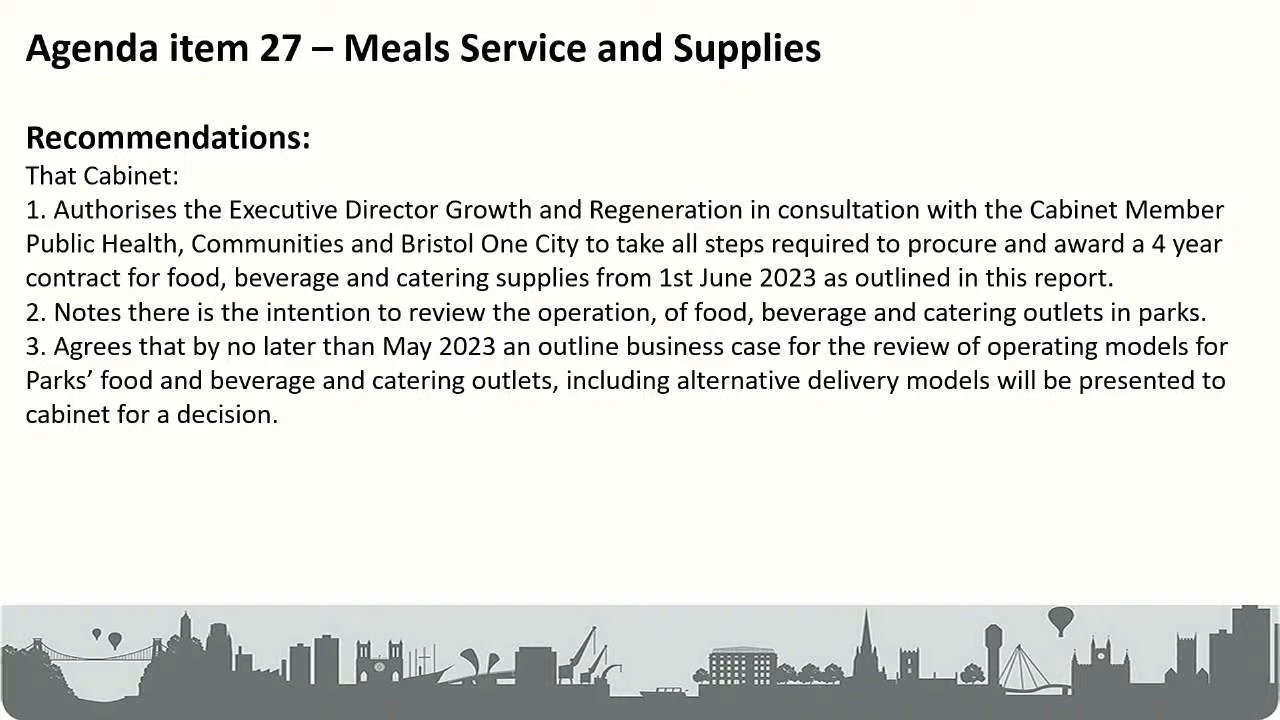 Agenda item 27 – Meals Service and Supplies
Recommendations:
That Cabinet:
1. Authorises the Executive Director Growth and Regeneration in consultation with the Cabinet Member
Public Health, Communities and Bristol One City to take all steps required to procure and award a 4 year
contract for food, beverage and catering supplies from 1st June 2023 as outlined in this report.
2. Notes there is the intention to review the operation, of food, beverage and catering outlets in parks.
3. Agrees that by no later than May 2023 an outline business case for the review of operating models for
Parks’ food and beverage and catering outlets, including alternative delivery models will be presented to
cabinet for a decision.